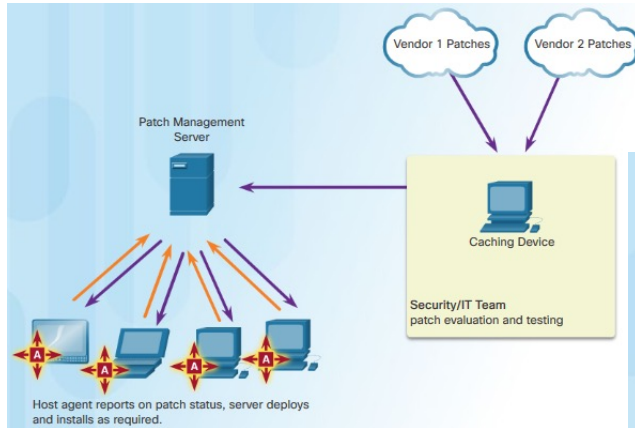 Vendor 1 Patches
Vendor 2 Patches
Patch Management
Server
Caching Device
Security/IT Team
patch evaluation and testing
A
A
A
A
Host agent reports on patch status, server deploys
and installs as required.